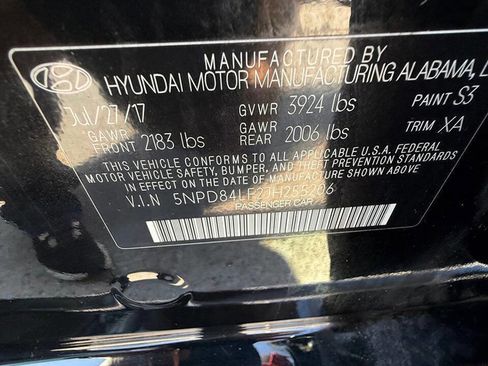 MANUFACTURED BY
HYUNDAI MOTOR MANUFACTURING ALABAMA, L
Jul/27/17 GVWR 3924 lbs PAINT S3
GAWR FRONT 2183 lbs GAWR REAR 2006 lbs TRIM XA
THIS VEHICLE CONFORMS TO ALL APPLICABLE U.S.A. FEDERAL
MOTOR VEHICLE SAFETY, BUMPER, AND THEFT PREVENTION STANDARDS
IN EFFECT ON THE DATE OF MANUFACTURE SHOWN ABOVE.
V.I.N
PASSENGER CAR